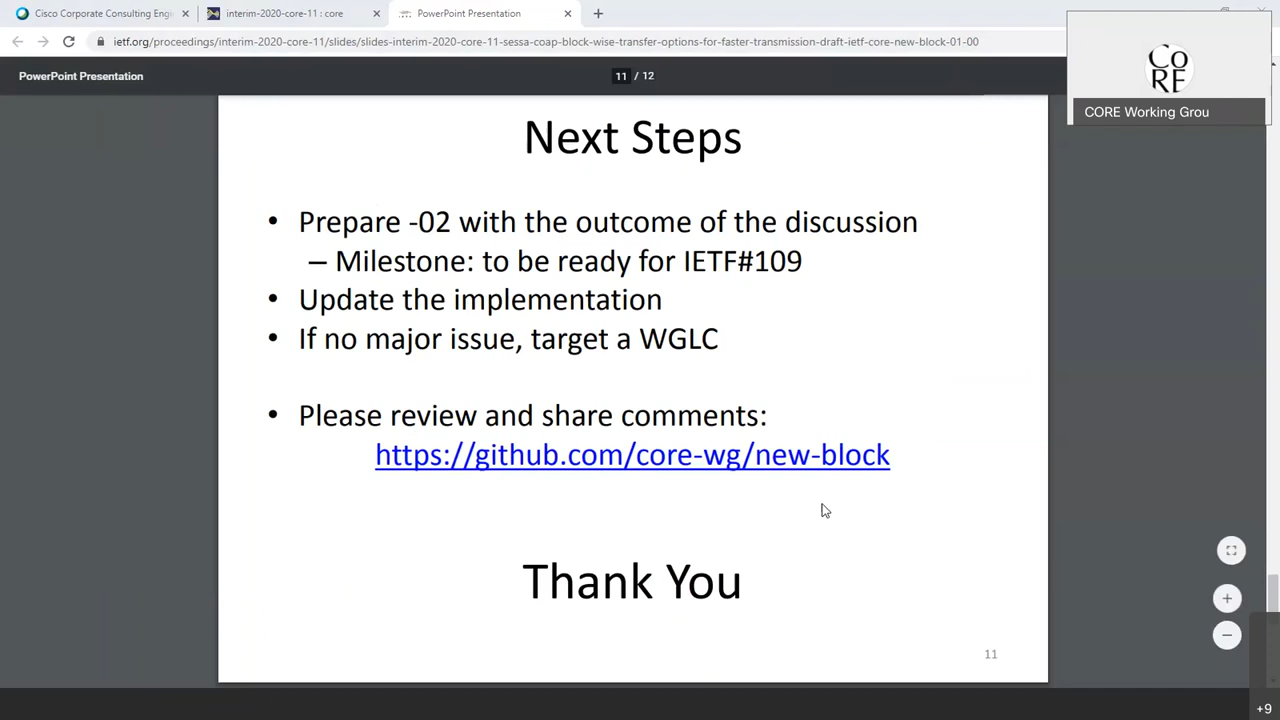 Cisco Corporate Consulting Engi
interim-2020-core-11 : core
PowerPoint Presentation
ietf.org/proceedings/interim-2020-core-11/slides/slides-interim-2020-core-11-sessa-coap-block-wise-transfer-options-for-faster-transmission-draft-ietf-core-new-block-01-00
PowerPoint Presentation
11 / 12
CORE
CORE Working Grou
Next Steps
• Prepare -02 with the outcome of the discussion
– Milestone: to be ready for IETF#109
• Update the implementation
• If no major issue, target a WGLC
• Please review and share comments:
https://github.com/core-wg/new-block
Thank You
11
+9